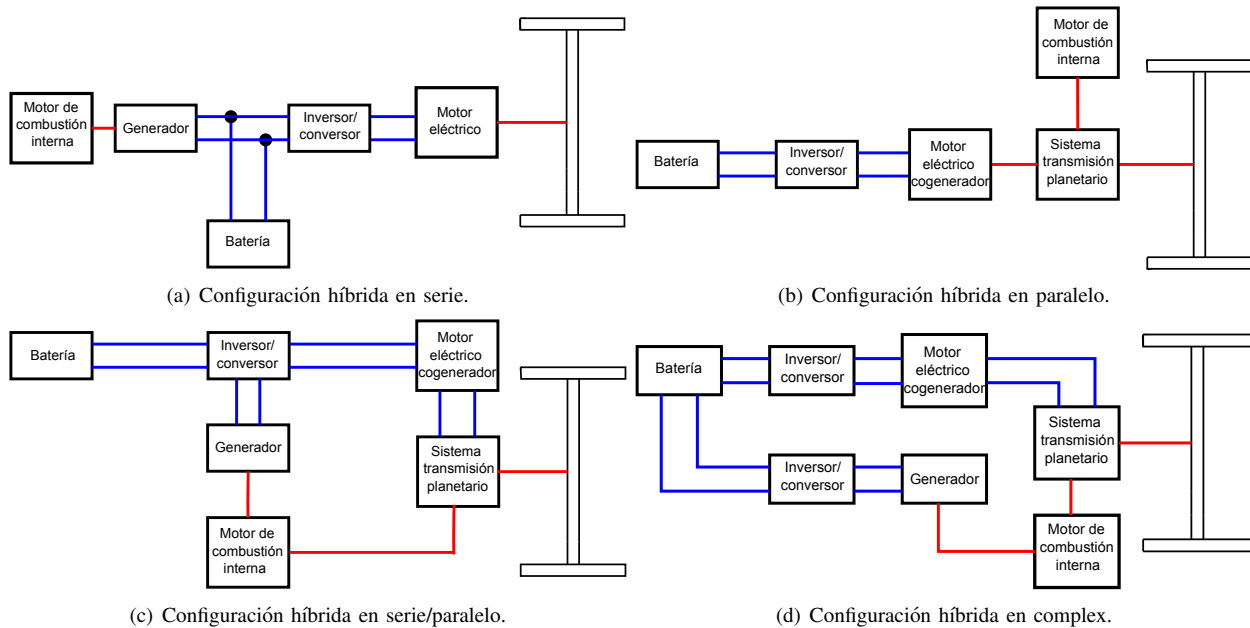 Motor de
combustión
interna
Generador
Inversor/
conversor
Motor
eléctrico
Batería
(a) Configuración híbrida en serie.
Motor de
combustión
interna
Batería
Inversor/
conversor
Motor
eléctrico
cogenerador
Sistema
transmisión
planetario
(b) Configuración híbrida en paralelo.
Batería
Inversor/
conversor
Motor
eléctrico
cogenerador
Generador
Sistema
transmisión
planetario
Motor de
combustión
interna
(c) Configuración híbrida en serie/paralelo.
Batería
Inversor/
conversor
Motor
eléctrico
cogenerador
Sistema
transmisión
planetario
Inversor/
conversor
Generador
Motor de
combustión
interna
(d) Configuración híbrida en complex.